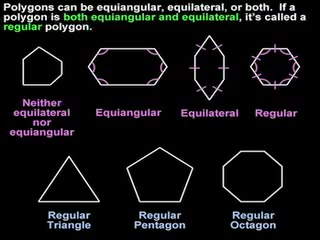 Polygons can be equiangular, equilateral, or both. If a
polygon is both equiangular and equilateral, it's called a
regular polygon.
Neither
equilateral
nor
equiangular
Equiangular
Equilateral
Regular
Regular
Triangle
Regular
Pentagon
Regular
Octagon